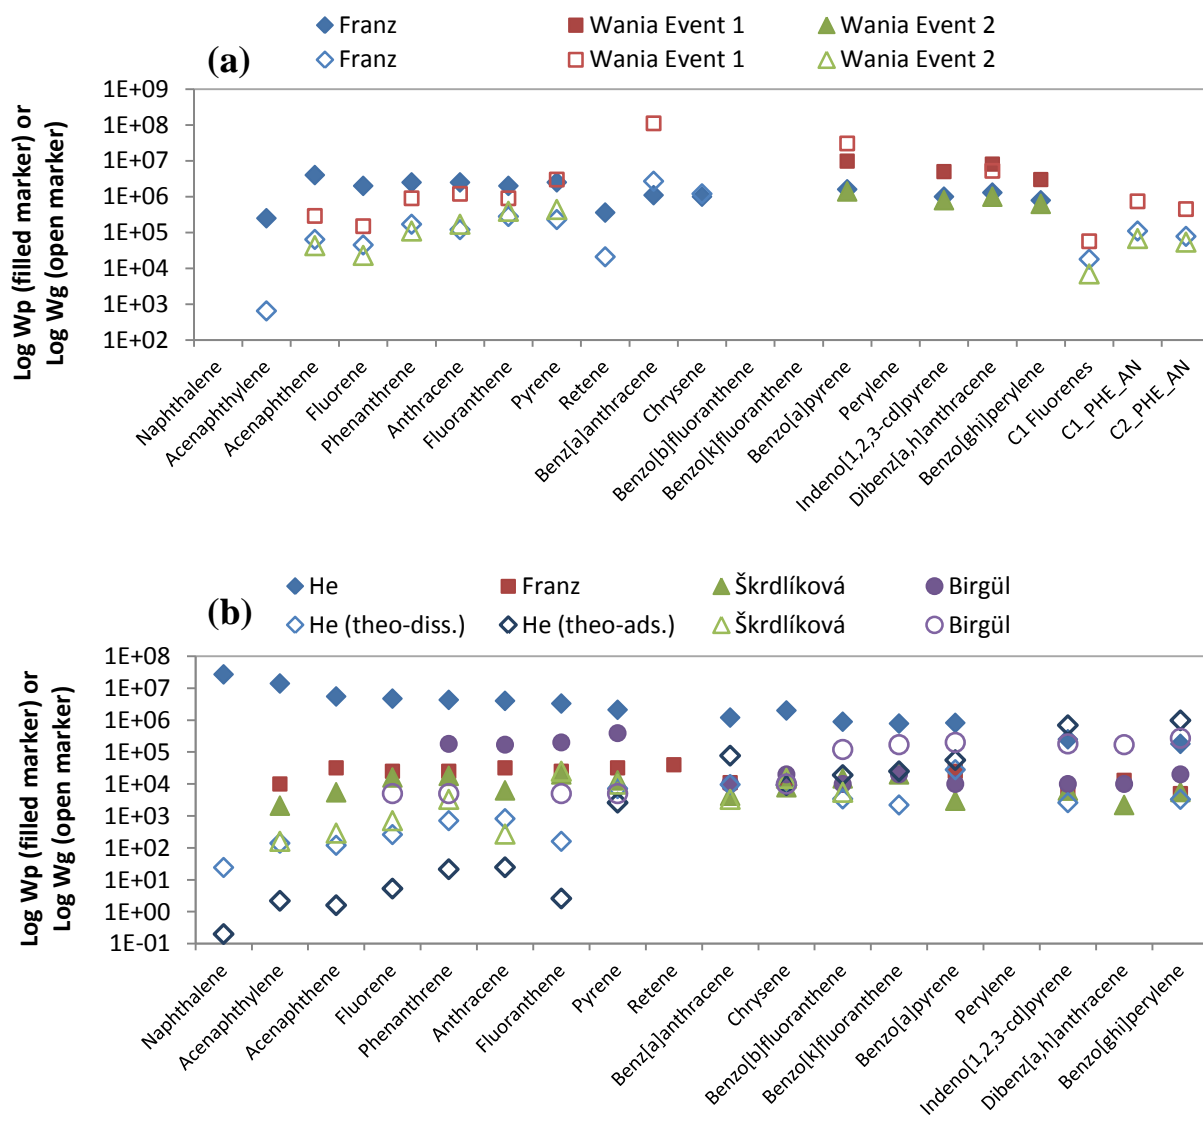 Franz
Wania Event 1
Wania Event 2
Franz
Wania Event 1
Wania Event 2
(a)
Log Wp (filled marker) or
Log Wg (open marker)
1E+09
1E+08
1E+07
1E+06
1E+05
1E+04
1E+03
1E+02
Naphthalene
Acenaphthylene
Acenaphthene
Fluorene
Phenanthrene
Anthracene
Fluoranthene
Pyrene
Retene
Benz[a]anthracene
Chrysene
Benzo[b]fluoranthene
Benzo[k]fluoranthene
Benzo[a]pyrene
Perylene
Indeno[1,2,3-cd]pyrene
Dibenz[a,h]anthracene
Benzo[ghi]perylene
C1 Fluorenes
C1_PHE_AN
C2_PHE_AN
He
Franz
Škrdlíková
Birgül
He (theo-diss.)
He (theo-ads.)
Škrdlíková
Birgül
(b)
Log Wp (filled marker) or
Log Wg (open marker)
1E+08
1E+07
1E+06
1E+05
1E+04
1E+03
1E+02
1E+01
1E+00
1E-01
Naphthalene
Acenaphthylene
Acenaphthene
Fluorene
Phenanthrene
Anthracene
Fluoranthene
Pyrene
Retene
Benz[a]anthracene
Chrysene
Benzo[b]fluoranthene
Benzo[k]fluoranthene
Benzo[a]pyrene
Perylene
Indeno[1,2,3-cd]pyrene
Dibenz[a,h]anthracene
Benzo[ghi]perylene